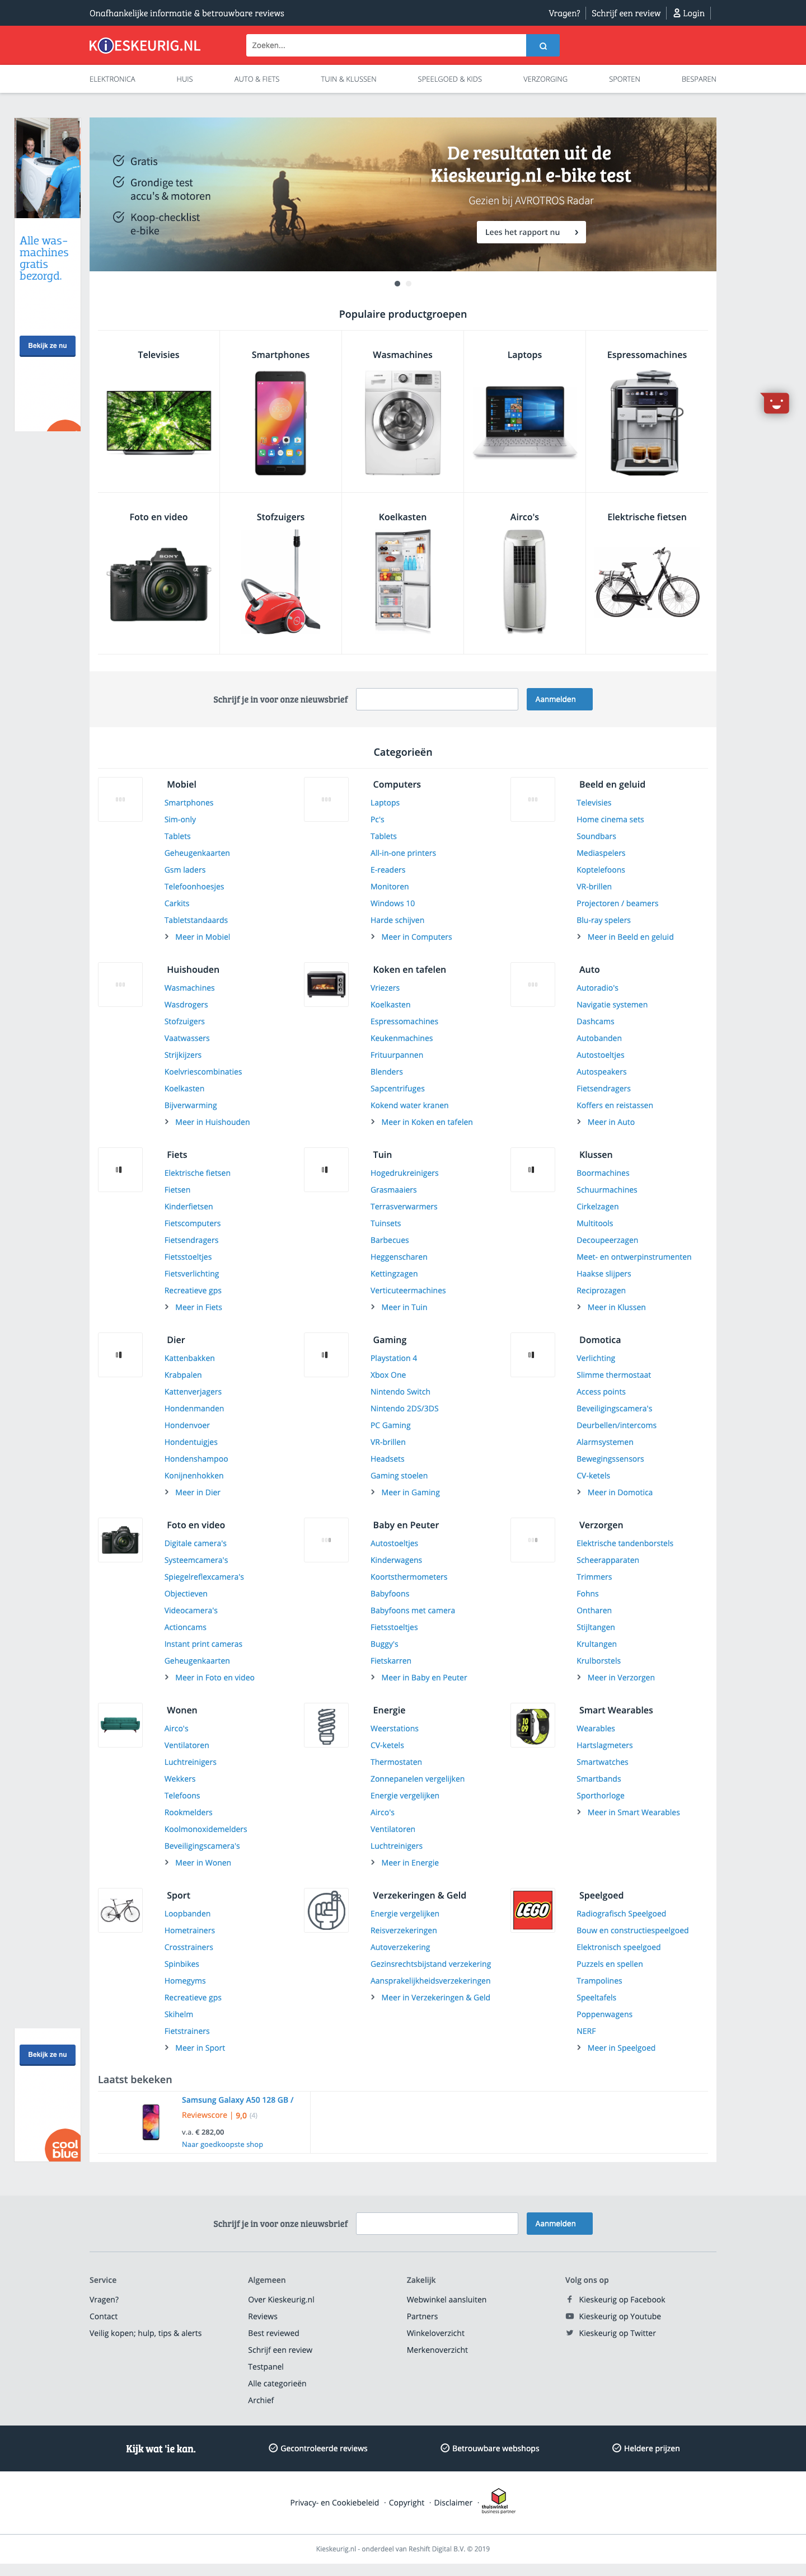 Onafhankelijke informatie & betrouwbare reviews
Vragen?
Schrijf een review
Login
KiESKEURIG.NL
Zoeken...
ELEKTRONICA
HUIS
AUTO & FIETS
TUIN & KLUSSEN
SPEELGOED & KIDS
VERZORGING
SPORTEN
BESPAREN
Alle was-
machines
gratis
bezorgd.
Bekijk ze nu
Gratis
Grondige test
accu's & motoren
Koop-checklist
e-bike
De resultaten uit de
Kieskeurig.nl e-bike test
Gezien bij AVROTROS Radar
Lees het rapport nu
Populaire productgroepen
Televisies
Smartphones
Wasmachines
Laptops
Espressomachines
Foto en video
Stofzuigers
Koelkasten
Airco's
Elektrische fietsen
SONY
Schrijf je in voor onze nieuwsbrief
Aanmelden
Categorieën
Mobiel
Smartphones
Sim-only
Tablets
Geheugenkaarten
Gsm laders
Telefoonhoesjes
Carkits
Tabletstandaards
Meer in Mobiel
Computers
Laptops
Pc's
Tablets
All-in-one printers
E-readers
Monitoren
Windows 10
Harde schijven
Meer in Computers
Beeld en geluid
Televisies
Home cinema sets
Soundbars
Mediaspelers
Koptelefoons
VR-brillen
Projectoren / beamers
Blu-ray spelers
Meer in Beeld en geluid
Huishouden
Wasmachines
Wasdrogers
Stofzuigers
Vaatwassers
Strijkijzers
Koelvriescombinaties
Koelkasten
Bijverwarming
Meer in Huishouden
Koken en tafelen
Vriezers
Koelkasten
Espressomachines
Keukenmachines
Frituurpannen
Blenders
Sapcentrifuges
Kokend water kranen
Meer in Koken en tafelen
Auto
Autoradio's
Navigatie systemen
Dashcams
Autobanden
Autostoeltjes
Autospeakers
Fietsendragers
Koffers en reistassen
Meer in Auto
Fiets
Elektrische fietsen
Fietsen
Kinderfietsen
Fietscomputers
Fietsendragers
Fietsstoeltjes
Fietsverlichting
Recreatieve gps
Meer in Fiets
Tuin
Hogedrukreinigers
Grasmaaiers
Terrasverwarmers
Tuinsets
Barbecues
Heggenscharen
Kettingzagen
Verticuteermachines
Meer in Tuin
Klussen
Boormachines
Schuurmachines
Cirkelzagen
Multitools
Decoupeerzagen
Meet- en ontwerpinstrumenten
Haakse slijpers
Reciprozagen
Meer in Klussen
Dier
Kattenbakken
Krabpalen
Kattenverjagers
Hondenmanden
Hondenvoer
Hondentuigjes
Hondenshampoo
Konijnenhokken
Meer in Dier
Gaming
Playstation 4
Xbox One
Nintendo Switch
Nintendo 2DS/3DS
PC Gaming
VR-brillen
Headsets
Gaming stoelen
Meer in Gaming
Domotica
Verlichting
Slimme thermostaat
Access points
Beveiligingscamera's
Deurbellen/intercoms
Alarmsystemen
Bewegingssensors
CV-ketels
Meer in Domotica
Foto en video
Digitale camera's
Systeemcamera's
Spiegelreflexcamera's
Objectieven
Videocamera's
Actioncams
Instant print cameras
Geheugenkaarten
Meer in Foto en video
Baby en Peuter
Autostoeltjes
Kinderwagens
Koortsthermometers
Babyfoons
Babyfoons met camera
Fietsstoeltjes
Buggy's
Fietskarren
Meer in Baby en Peuter
Verzorgen
Elektrische tandenborstels
Scheerapparaten
Trimmers
Fohns
Ontharen
Stijltangen
Krultangen
Krulborstels
Meer in Verzorgen
Wonen
Airco's
Ventilatoren
Luchtreinigers
Wekkers
Telefoons
Rookmelders
Koolmonoxidemelders
Beveiligingscamera's
Meer in Wonen
Energie
Weerstations
CV-ketels
Thermostaten
Zonnepanelen vergelijken
Energie vergelijken
Airco's
Ventilatoren
Luchtreinigers
Meer in Energie
Smart Wearables
Wearables
Hartslagmeters
Smartwatches
Smartbands
Sporthorloge
Meer in Smart Wearables
Sport
Loopbanden
Hometrainers
Crosstrainers
Spinbikes
Homegyms
Recreatieve gps
Skihelm
Fietstrainers
Meer in Sport
Verzekeringen & Geld
Energie vergelijken
Reisverzekeringen
Autoverzekering
Gezinsrechtsbijstand verzekering
Aansprakelijkheidsverzekeringen
Meer in Verzekeringen & Geld
LEGO
Speelgoed
Radiografisch Speelgoed
Bouw en constructiespeelgoed
Elektronisch speelgoed
Puzzels en spellen
Trampolines
Speeltafels
Poppenwagens
NERF
Meer in Speelgoed
Bekijk ze nu
cool
blue
Laatst bekeken
Samsung Galaxy A50 128 GB /
Reviewscore | 9,0 (4)
v.a. € 282,00
Naar goedkoopste shop
Schrijf je in voor onze nieuwsbrief
Aanmelden
Service
Vragen?
Contact
Veilig kopen; hulp, tips & alerts
Algemeen
Over Kieskeurig.nl
Reviews
Best reviewed
Schrijf een review
Testpanel
Alle categorieën
Archief
Zakelijk
Webwinkel aansluiten
Partners
Winkeloverzicht
Merkenoverzicht
Volg ons op
Kieskeurig op Facebook
Kieskeurig op Youtube
Kieskeurig op Twitter
Kijk wat 'ie kan.
Gecontroleerde reviews
Betrouwbare webshops
Heldere prijzen
Privacy- en Cookiebeleid · Copyright · Disclaimer ·
thuiswinkel
business partner
Kieskeurig.nl - onderdeel van Reshift Digital B.V. © 2019